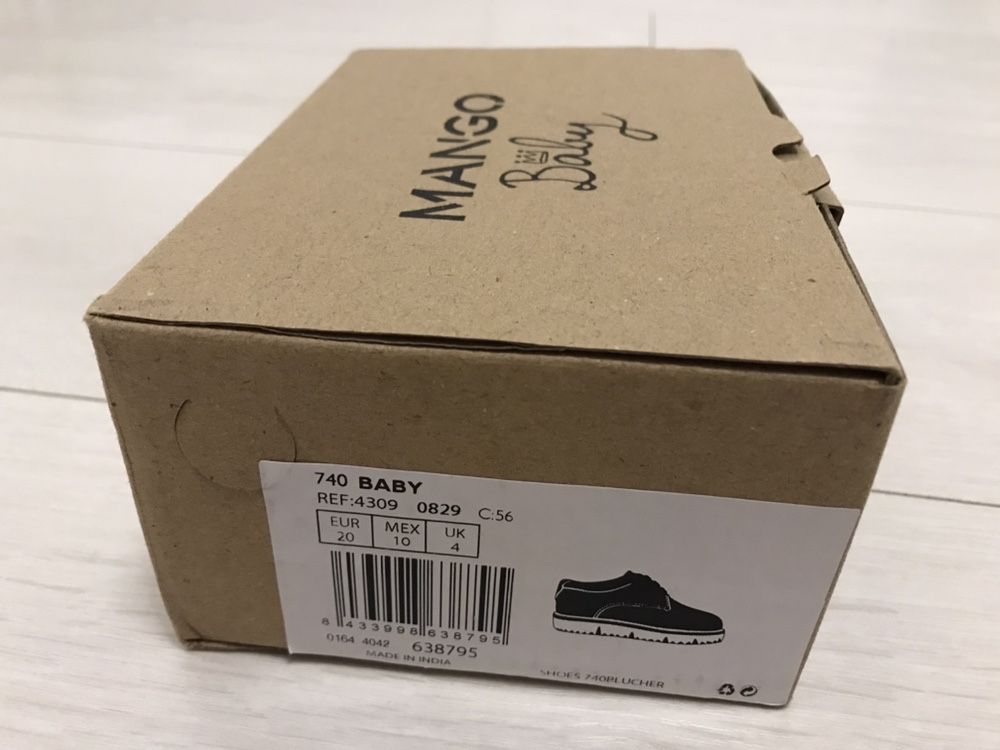 MANGO
Baby
740 BABY
REF:4309 0829 C:56
EUR MEX UK
20 10 4
8 433998 638795
0164 4042 638795
MADE IN INDIA
SHOES 740BLUCHER